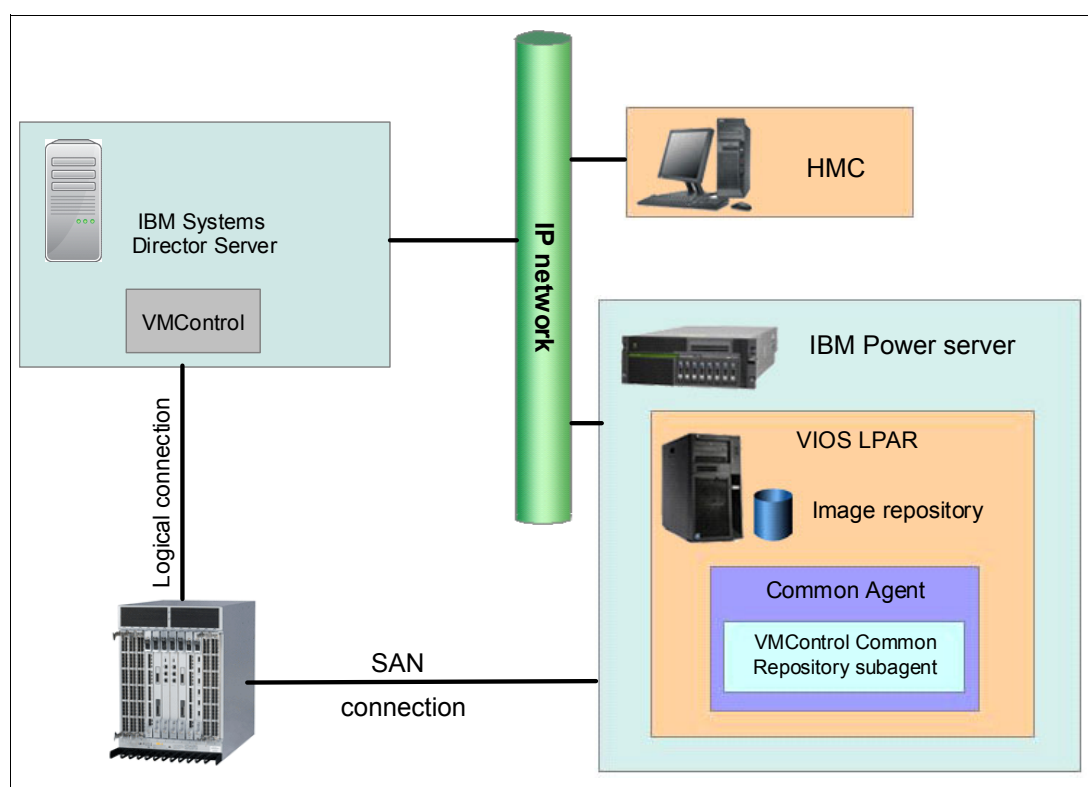 IBM Systems
Director Server
VMControl
Logical connection
IP network
HMC
IBM Power server
VIOS LPAR
Image repository
Common Agent
VMControl Common
Repository subagent
SAN
connection